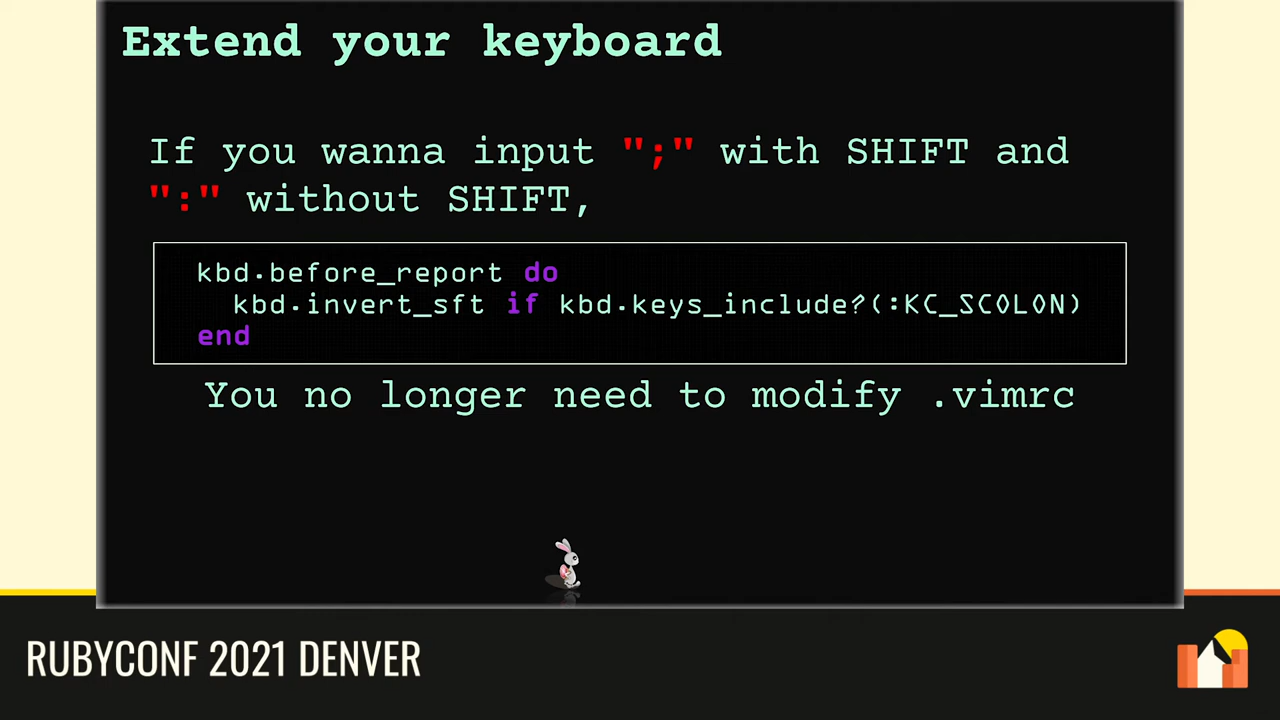 Extend your keyboard
If you wanna input ";" with SHIFT and
":" without SHIFT,
kbd.before_report do
  kbd.invert_sft if kbd.keys_include?(:KC_SCOLON)
end
You no longer need to modify .vimrc
RUBYCONF 2021 DENVER